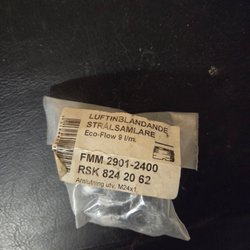 LUFTINBLANDANDE
STRÅLSAMLARE
Eco-Flow 9 l/m.
FMM 2901-2400
RSK 824 20 62
Anslutning utv. M24x1